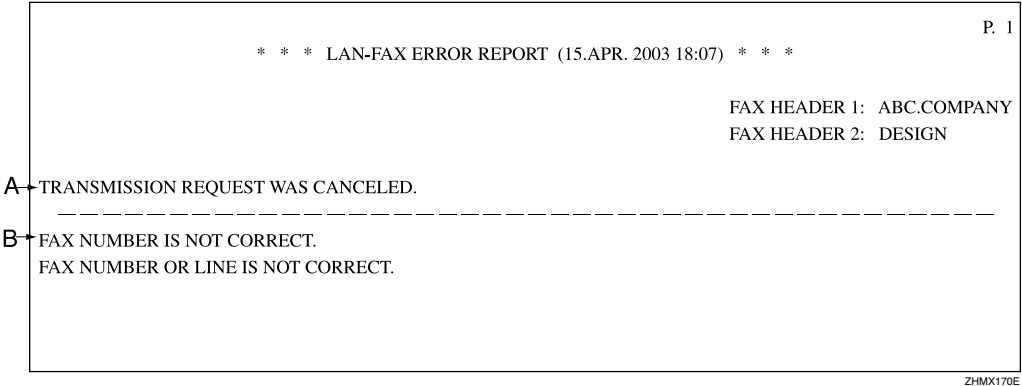 P. 1
* * * LAN-FAX ERROR REPORT (15.APR. 2003 18:07) * * *
FAX HEADER 1: ABC.COMPANY
FAX HEADER 2: DESIGN
A TRANSMISSION REQUEST WAS CANCELED.
B FAX NUMBER IS NOT CORRECT.
FAX NUMBER OR LINE IS NOT CORRECT.
ZHMX170E